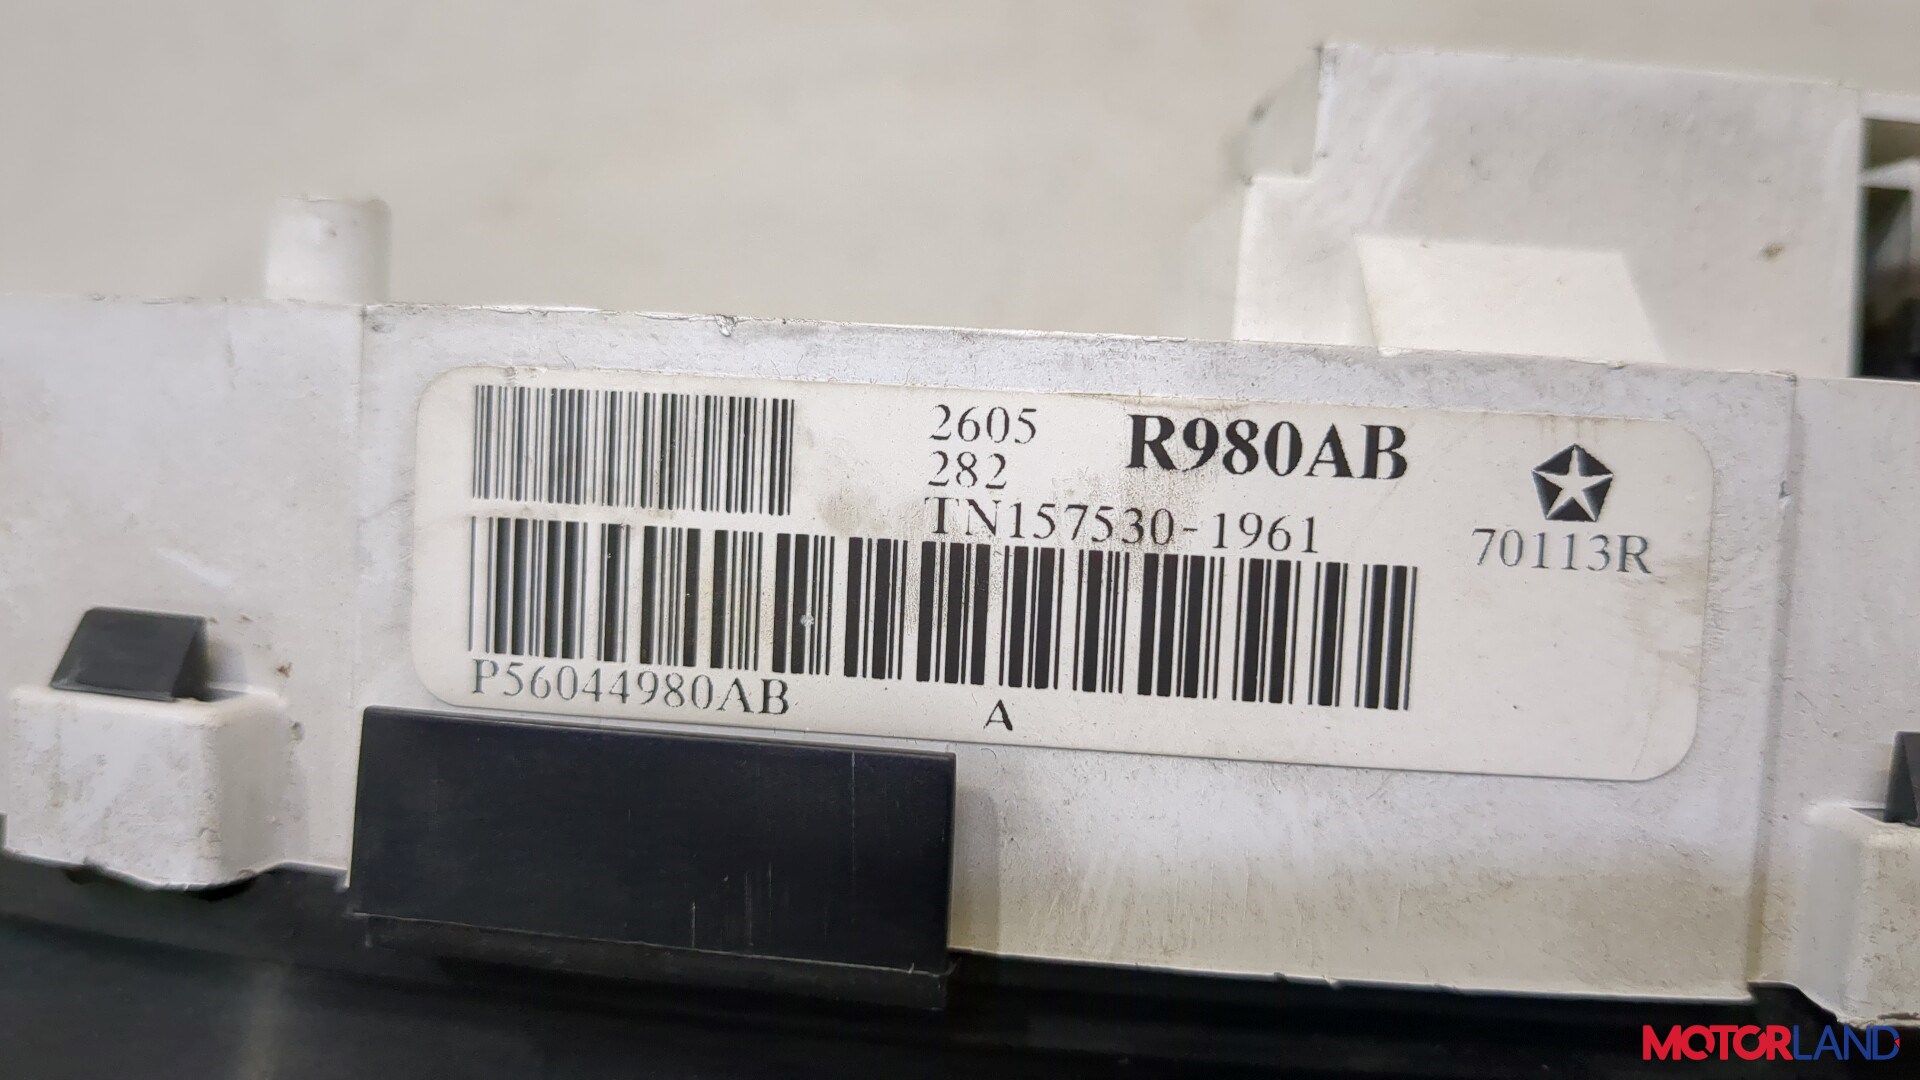 2605 R980AB
282
TN157530-1961
70113R
P56044980AB
A
MOTORLAND